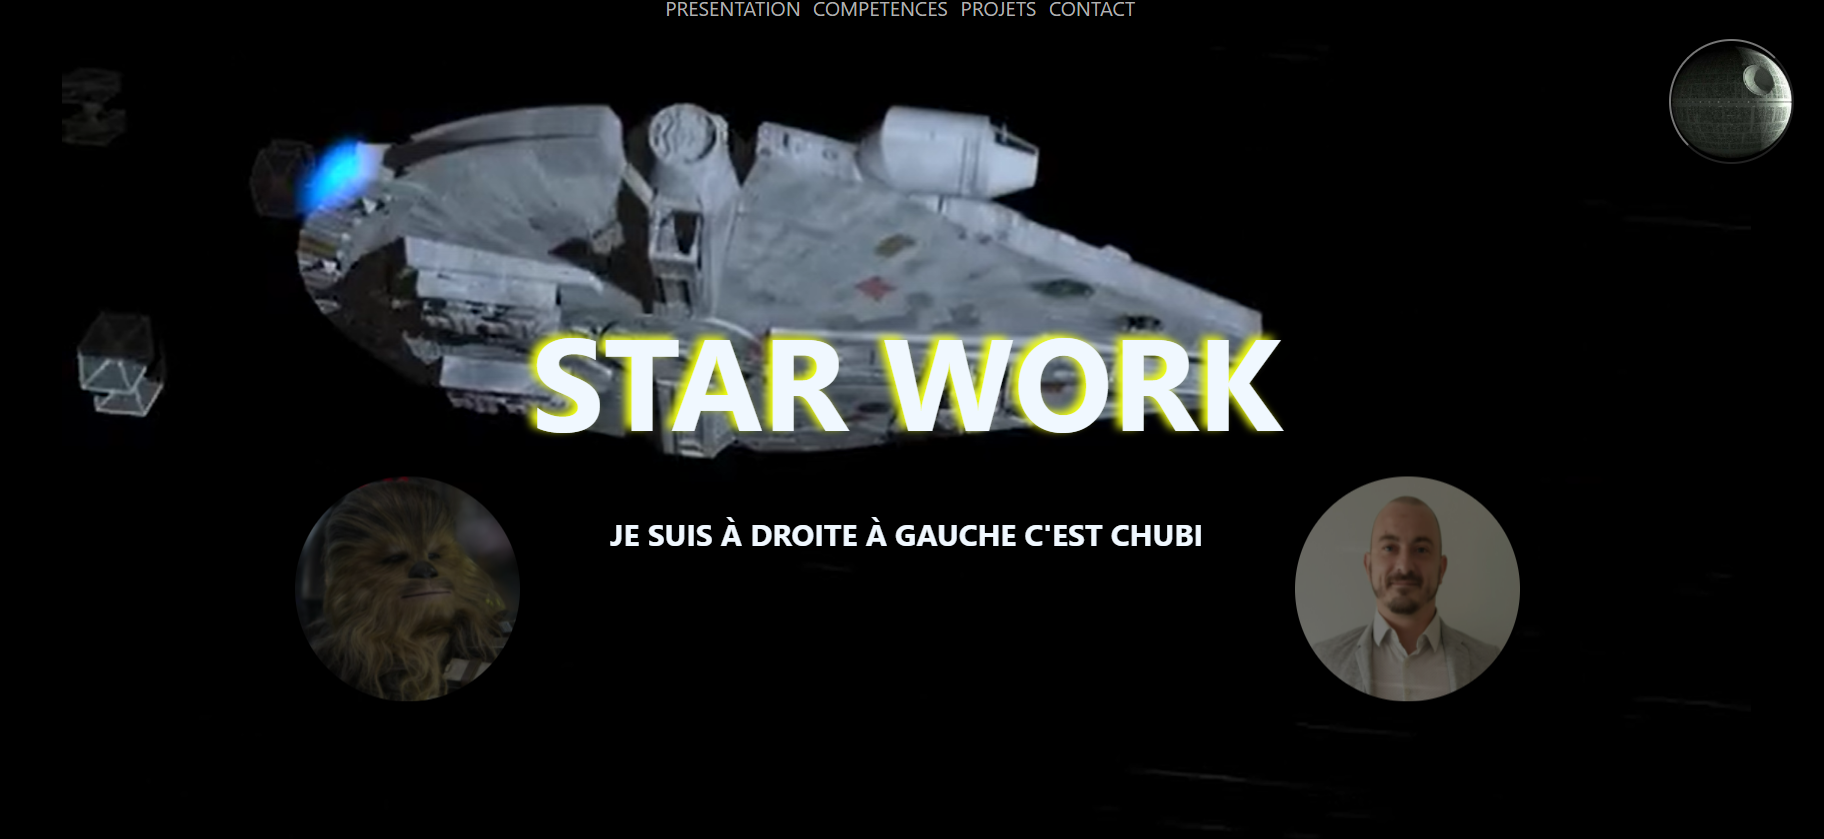 PRESENTATION COMPETENCES PROJETS CONTACT
STAR WORK
JE SUIS À DROITE À GAUCHE C'EST CHUBI